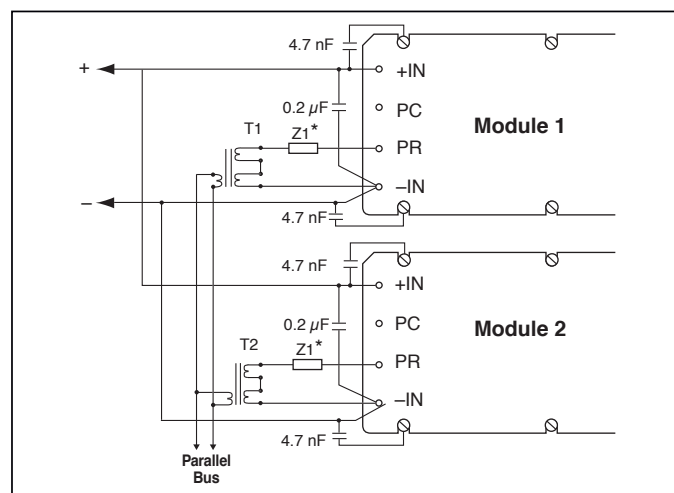 4.7 nF
+
+IN
0.2 µF
PC
Module 1
T1
Z1*
PR
–IN
–
4.7 nF
4.7 nF
+IN
0.2 µF
PC
Module 2
T2
Z1*
PR
–IN
4.7 nF
Parallel
Bus